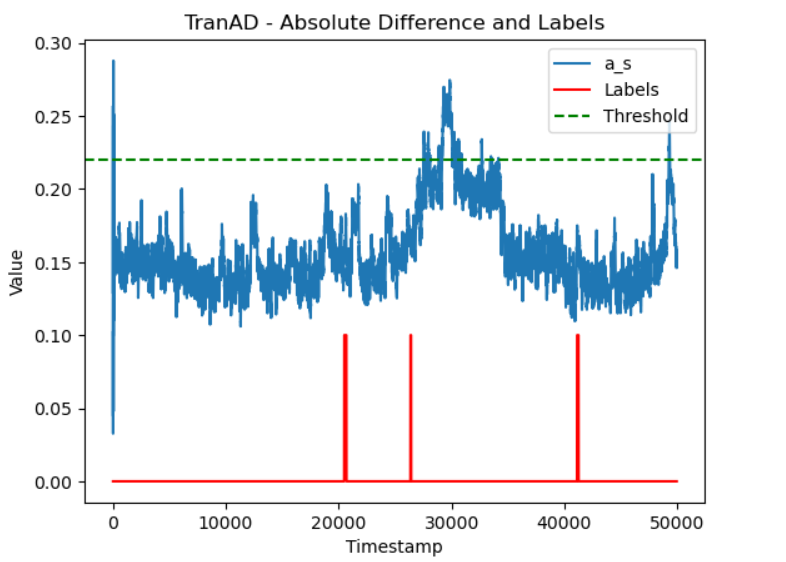 TranAD - Absolute Difference and Labels
0.30
0.25
0.20
0.15
0.10
0.05
0.00
Value
a_s
Labels
Threshold
0 10000 20000 30000 40000 50000
Timestamp